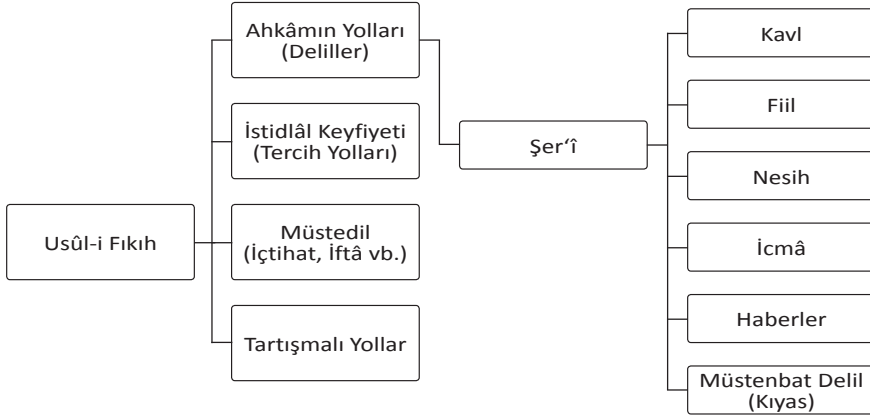 Usûl-i Fıkıh
Ahkâmın Yolları
(Deliller)
İstidlâl Keyfiyeti
(Tercih Yolları)
Müstedil
(İçtihat, İftâ vb.)
Tartışmalı Yollar
Şer‘î
Kavl
Fiil
Nesih
İcmâ
Haberler
Müstenbat Delil
(Kıyas)